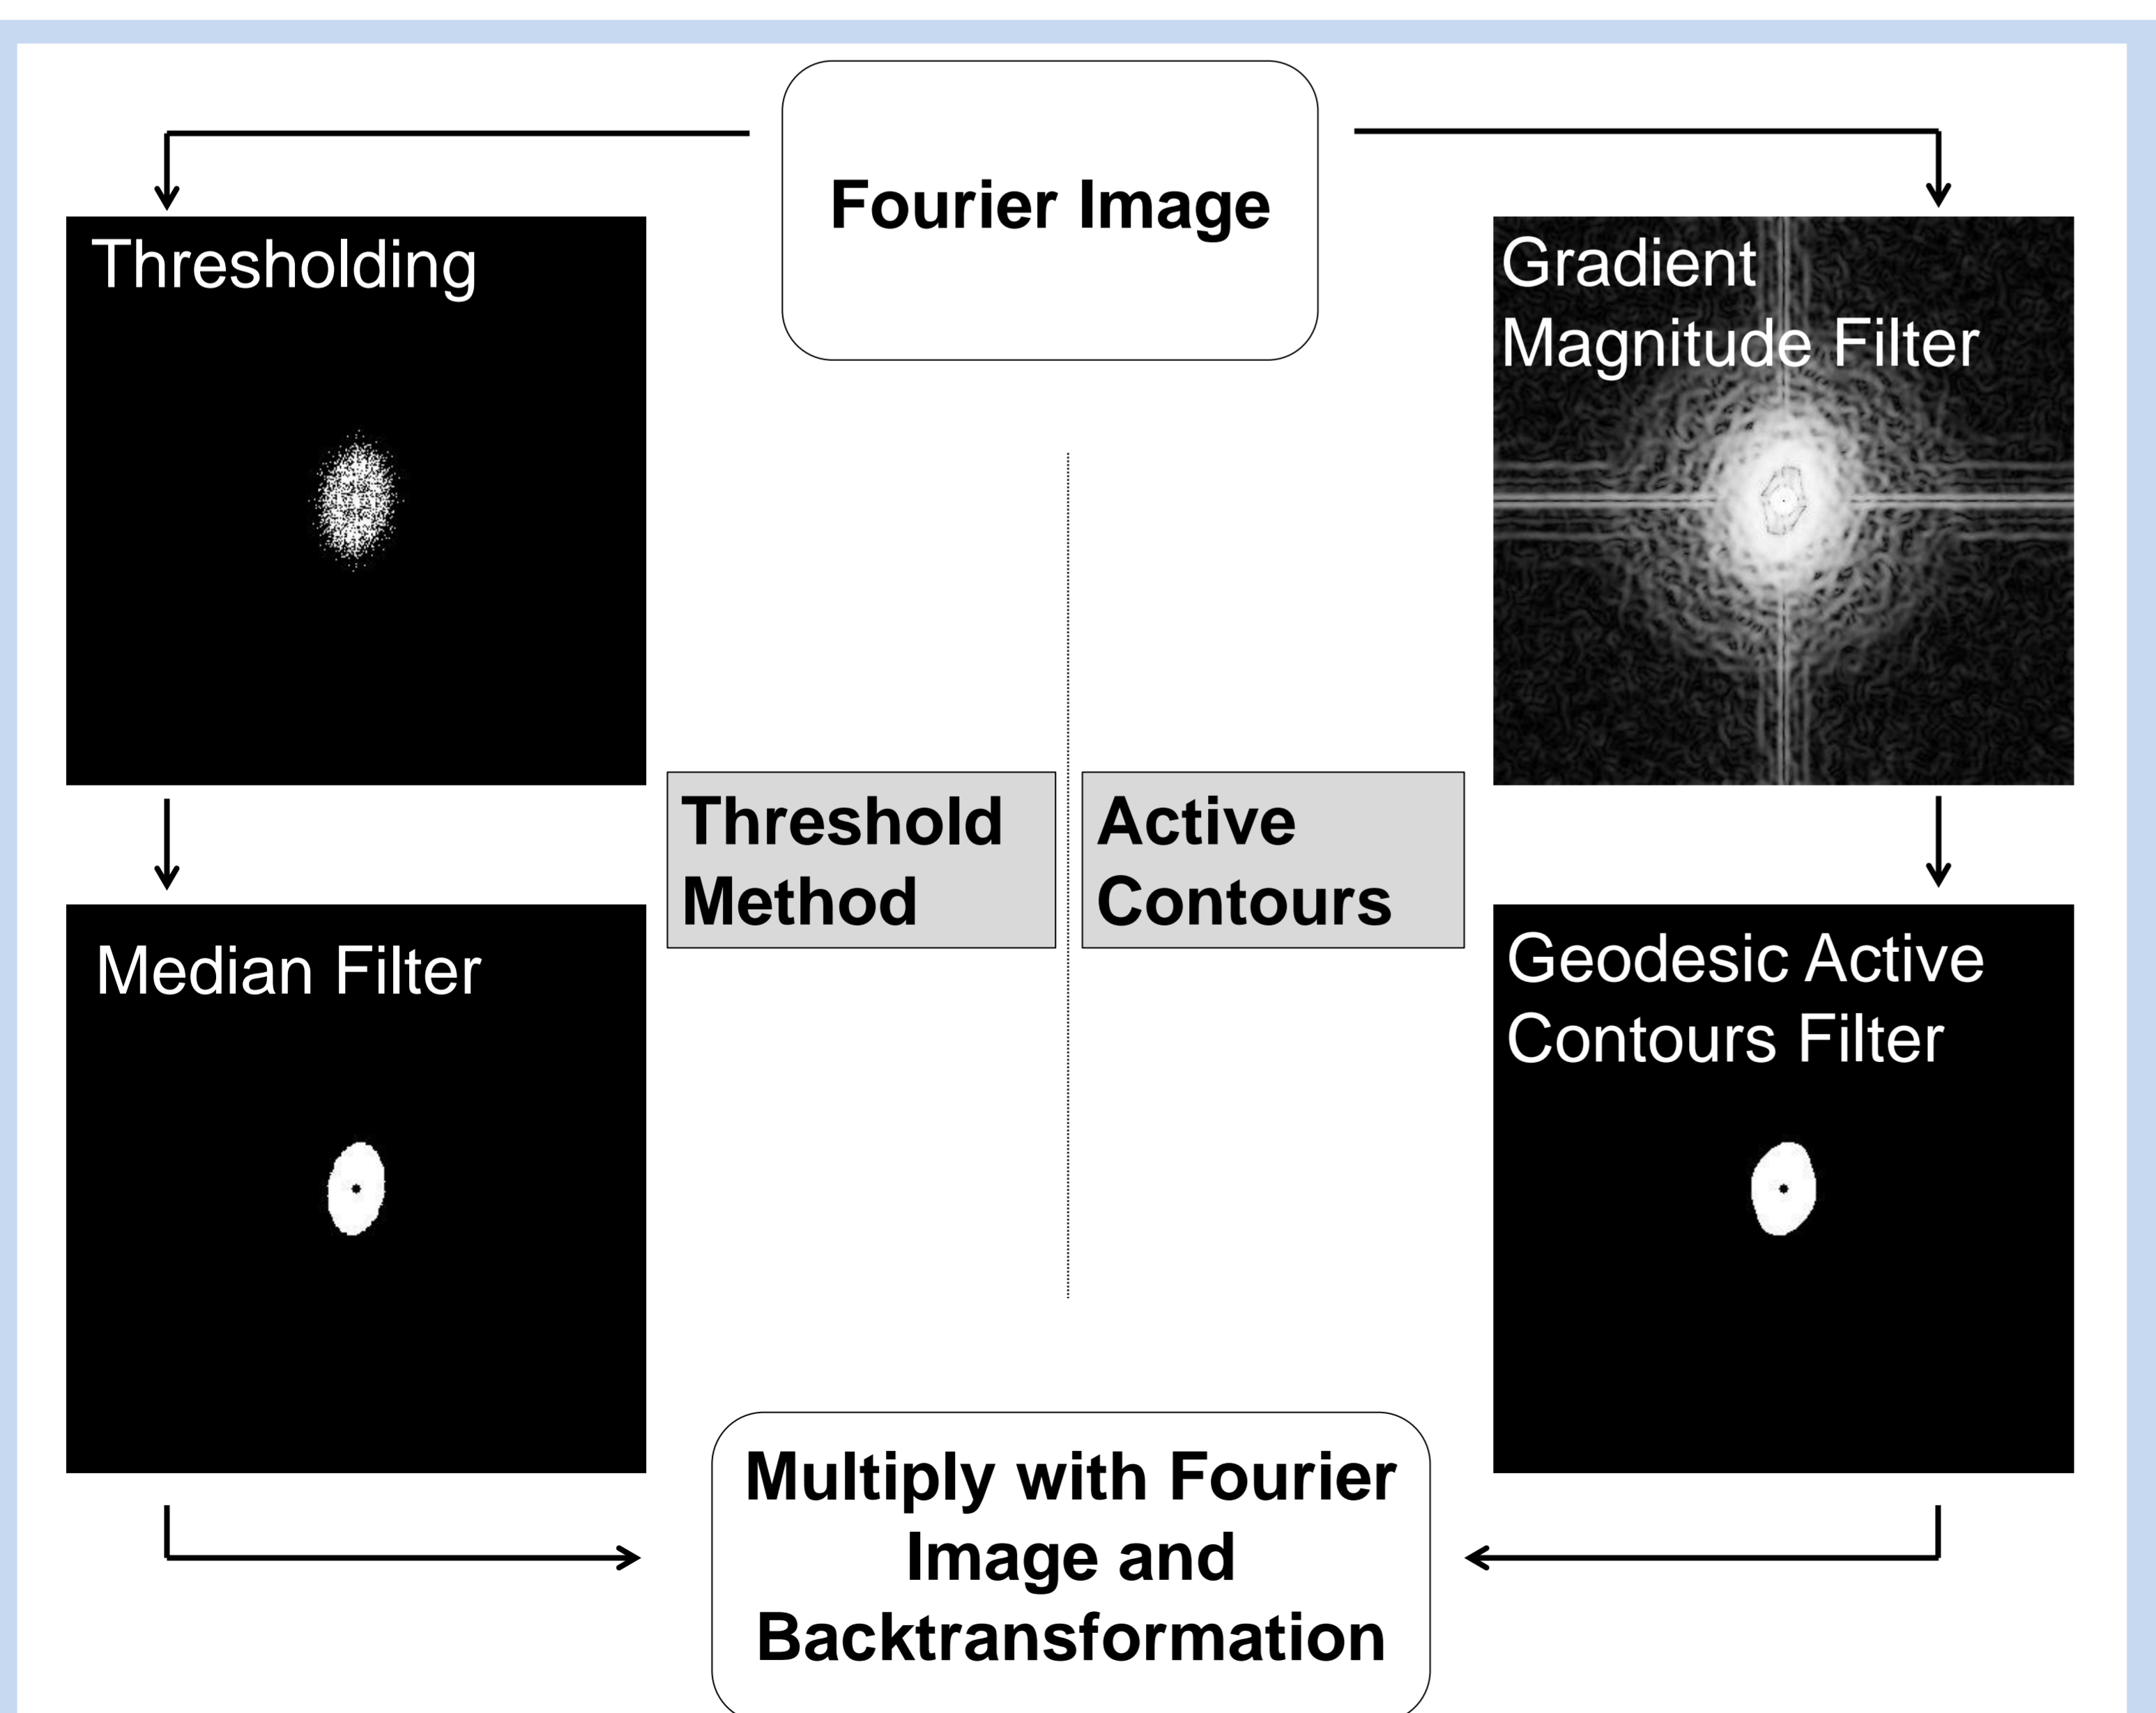 Fourier Image
Thresholding
Gradient
Magnitude Filter
Threshold
Method
Active
Contours
Median Filter
Geodesic Active
Contours Filter
Multiply with Fourier
Image and
Backtransformation